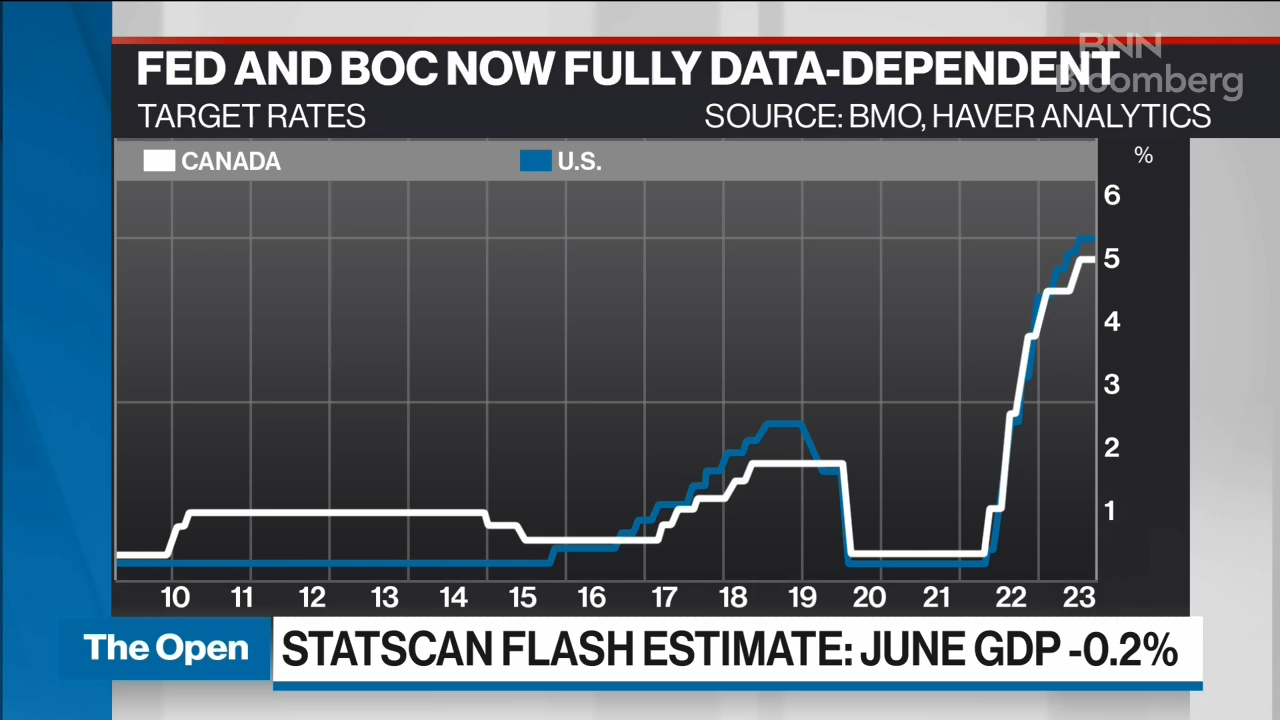 BNN
Bloomberg
FED AND BOC NOW FULLY DATA-DEPENDENT
TARGET RATES SOURCE: BMO, HAVER ANALYTICS
CANADA U.S. %
6
5
4
3
2
1
10 11 12 13 14 15 16 17 18 19 20 21 22 23
The Open STATSCAN FLASH ESTIMATE: JUNE GDP -0.2%